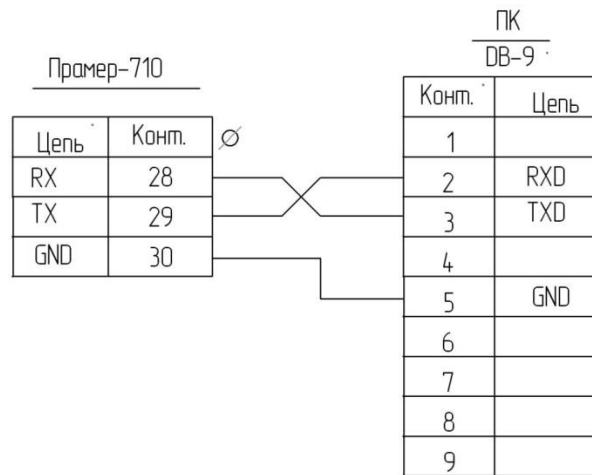 Прамер-710
Цепь Конт. ⌀
RX 28
TX 29
GND 30
ПК
DB-9
Конт. Цепь
1
2 RXD
3 TXD
4
5 GND
6
7
8
9